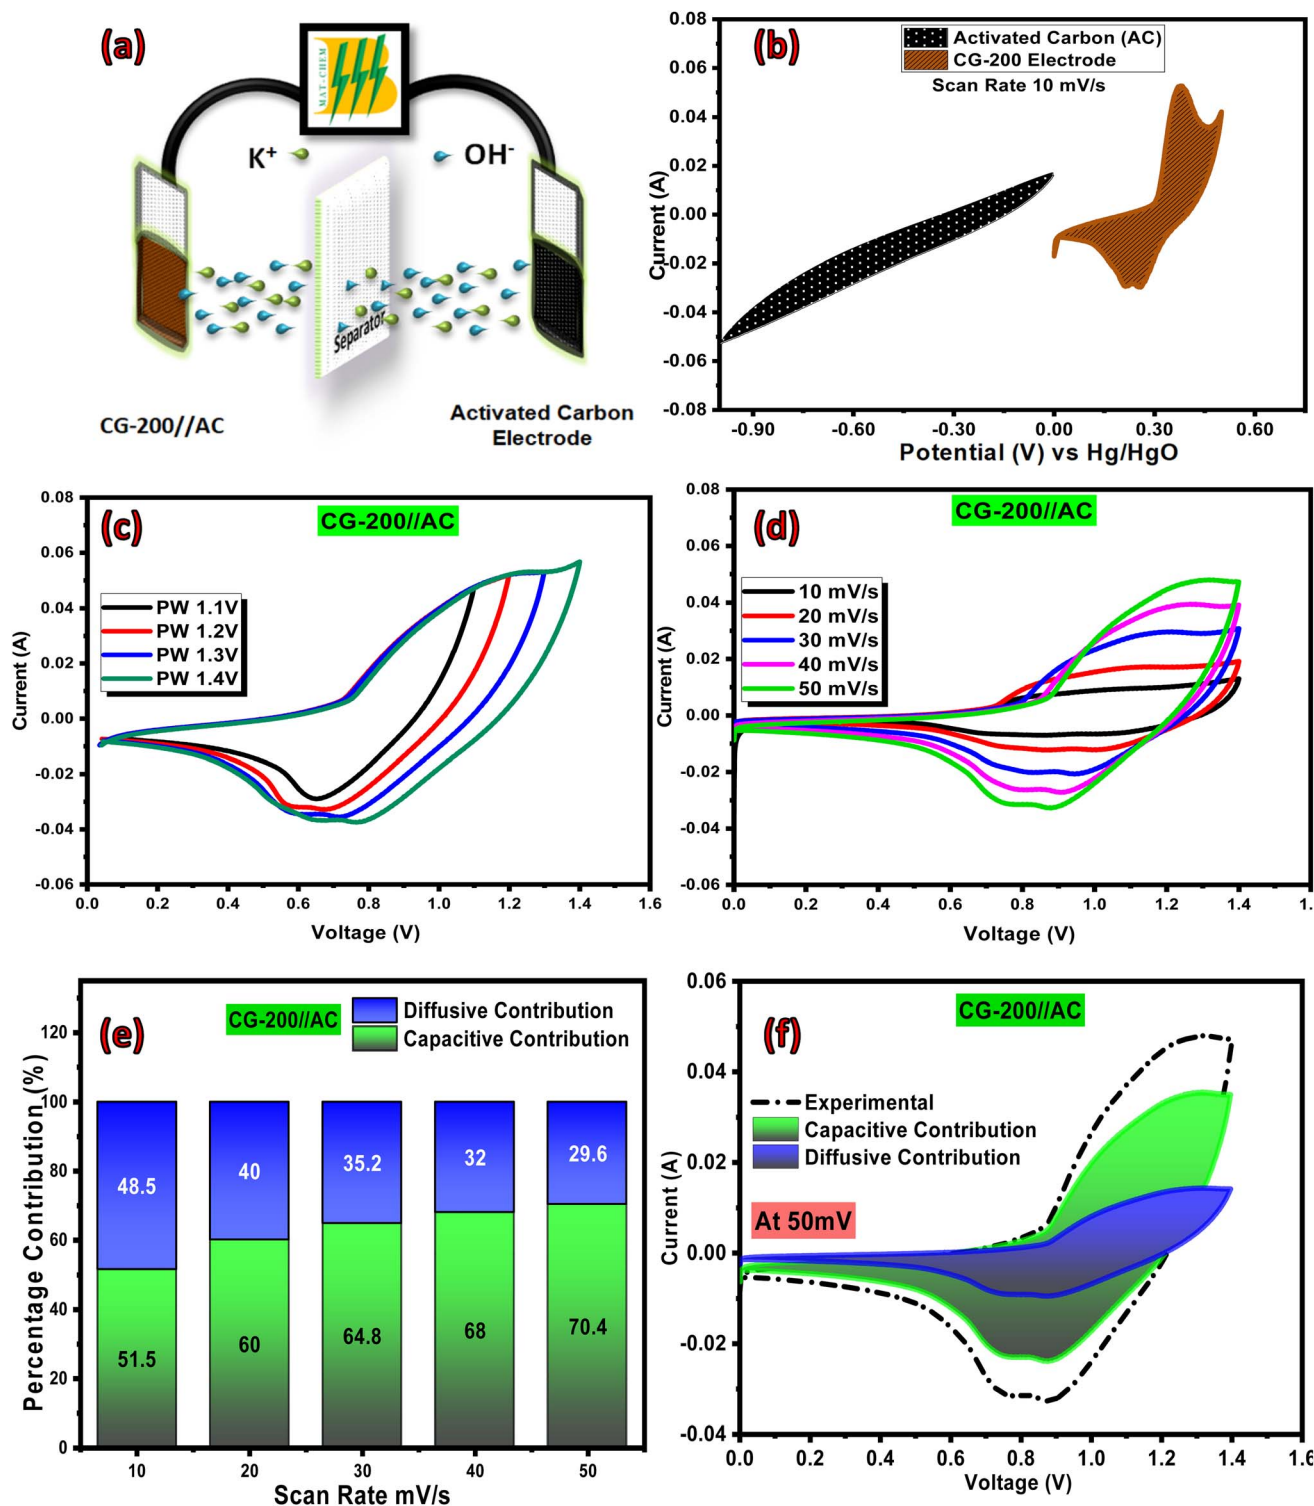 (a)
MAT-CHEM
B
K+
OH-
Separator
CG-200//AC
Activated Carbon
Electrode
(b)
Activated Carbon (AC)
CG-200 Electrode
Scan Rate 10 mV/s
0.08
0.06
0.04
0.02
0.00
-0.02
-0.04
-0.06
-0.08
Current (A)
-0.90
-0.60
-0.30
0.00
0.30
0.60
Potential (V) vs Hg/HgO
(c)
CG-200//AC
PW 1.1V
PW 1.2V
PW 1.3V
PW 1.4V
0.08
0.06
0.04
0.02
0.00
-0.02
-0.04
-0.06
Current (A)
0.0
0.2
0.4
0.6
0.8
1.0
1.2
1.4
1.6
Voltage (V)
(d)
CG-200//AC
10 mV/s
20 mV/s
30 mV/s
40 mV/s
50 mV/s
0.08
0.06
0.04
0.02
0.00
-0.02
-0.04
-0.06
Current (A)
0.0
0.2
0.4
0.6
0.8
1.0
1.2
1.4
1.
Voltage (V)
(e)
CG-200//AC
Diffusive Contribution
Capacitive Contribution
120
100
80
60
40
20
0
Percentage Contribution (%)
48.5
40
35.2
32
29.6
51.5
60
64.8
68
70.4
10
20
30
40
50
Scan Rate mV/s
(f)
CG-200//AC
Experimental
Capacitive Contribution
Diffusive Contribution
At 50mV
0.06
0.04
0.02
0.00
-0.02
-0.04
Current (A)
0.0
0.2
0.4
0.6
0.8
1.0
1.2
1.4
1.6
Voltage (V)